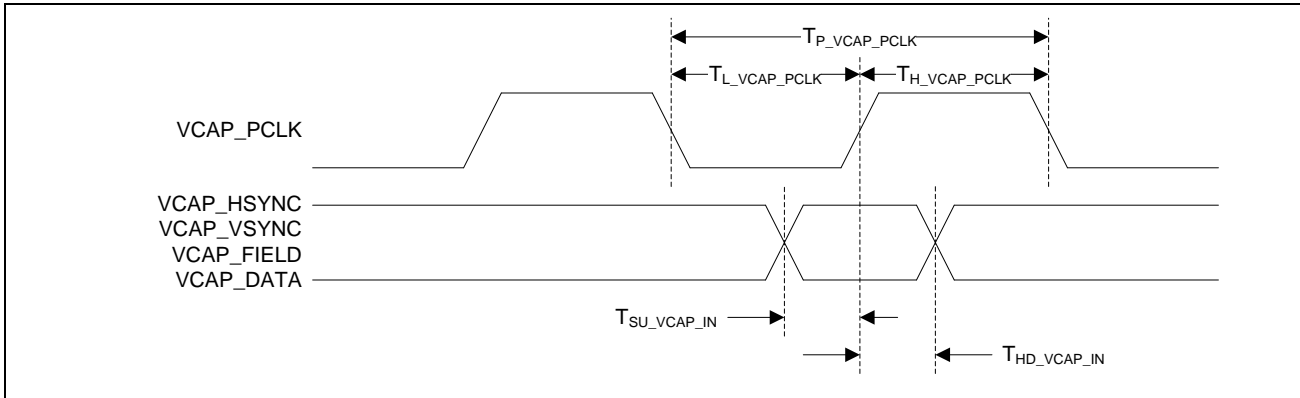 T_P_VCAP_PCLK
T_L_VCAP_PCLK T_H_VCAP_PCLK
VCAP_PCLK
VCAP_HSYNC
VCAP_VSYNC
VCAP_FIELD
VCAP_DATA
T_SU_VCAP_IN
T_HD_VCAP_IN